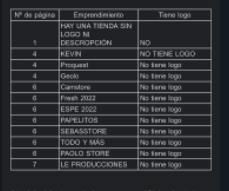 Nº de página Emprendimiento Tiene logo
HAY UNA TIENDA SIN
LOGO NI
1 DESCROPCIÓN NO
4 KEVIN NO TIENE LOGO
4 Proquest No tiene logo
4 Geolo No tiene logo
6 Camstore No tiene logo
6 Fresh 2022 No tiene logo
6 ESPE 2022 No tiene logo
6 PAPELITOS No tiene logo
6 SEBASSTORE No tiene logo
6 TODO Y MÁS No tiene logo
6 PAOLO STORE No tiene logo
7 LE PRODUCCIONES No tiene logo